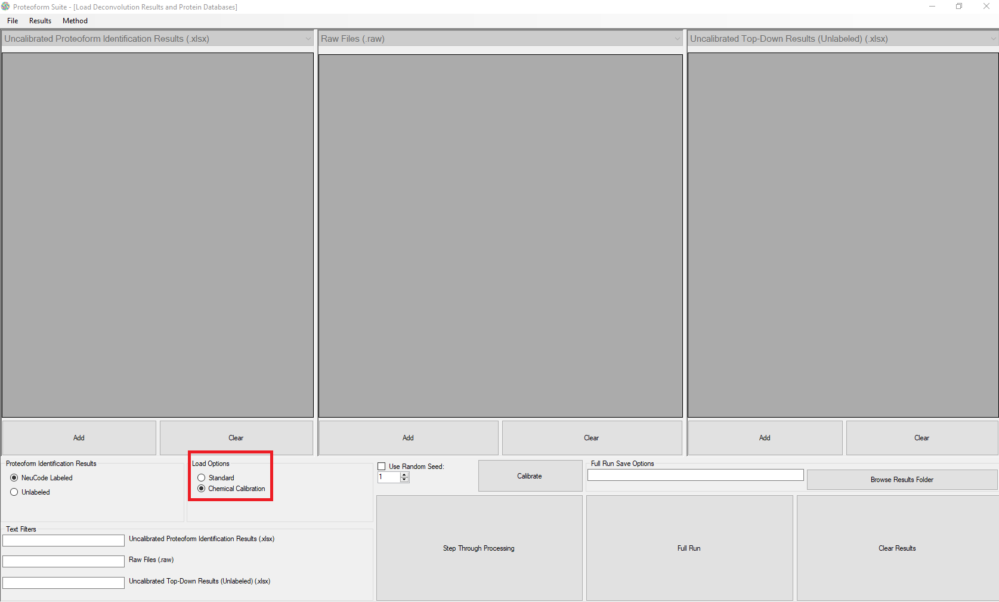 Proteoform Suite - [Load Deconvolution Results and Protein Databases]
File Results Method
Uncalibrated Proteoform Identification Results (.xlsx)
Raw Files (.raw)
Uncalibrated Top-Down Results (Unlabeled) (.xlsx)
Add
Clear
Add
Clear
Add
Clear
Proteoform Identification Results
NeuCode Labeled
Unlabeled
Load Options
Standard
Chemical Calibration
Use Random Seed:
1
Calibrate
Full Run Save Options
Browse Results Folder
Text Filters
Uncalibrated Proteoform Identification Results (.xlsx)
Raw Files (.raw)
Uncalibrated Top-Down Results (Unlabeled) (.xlsx)
Step Through Processing
Full Run
Clear Results